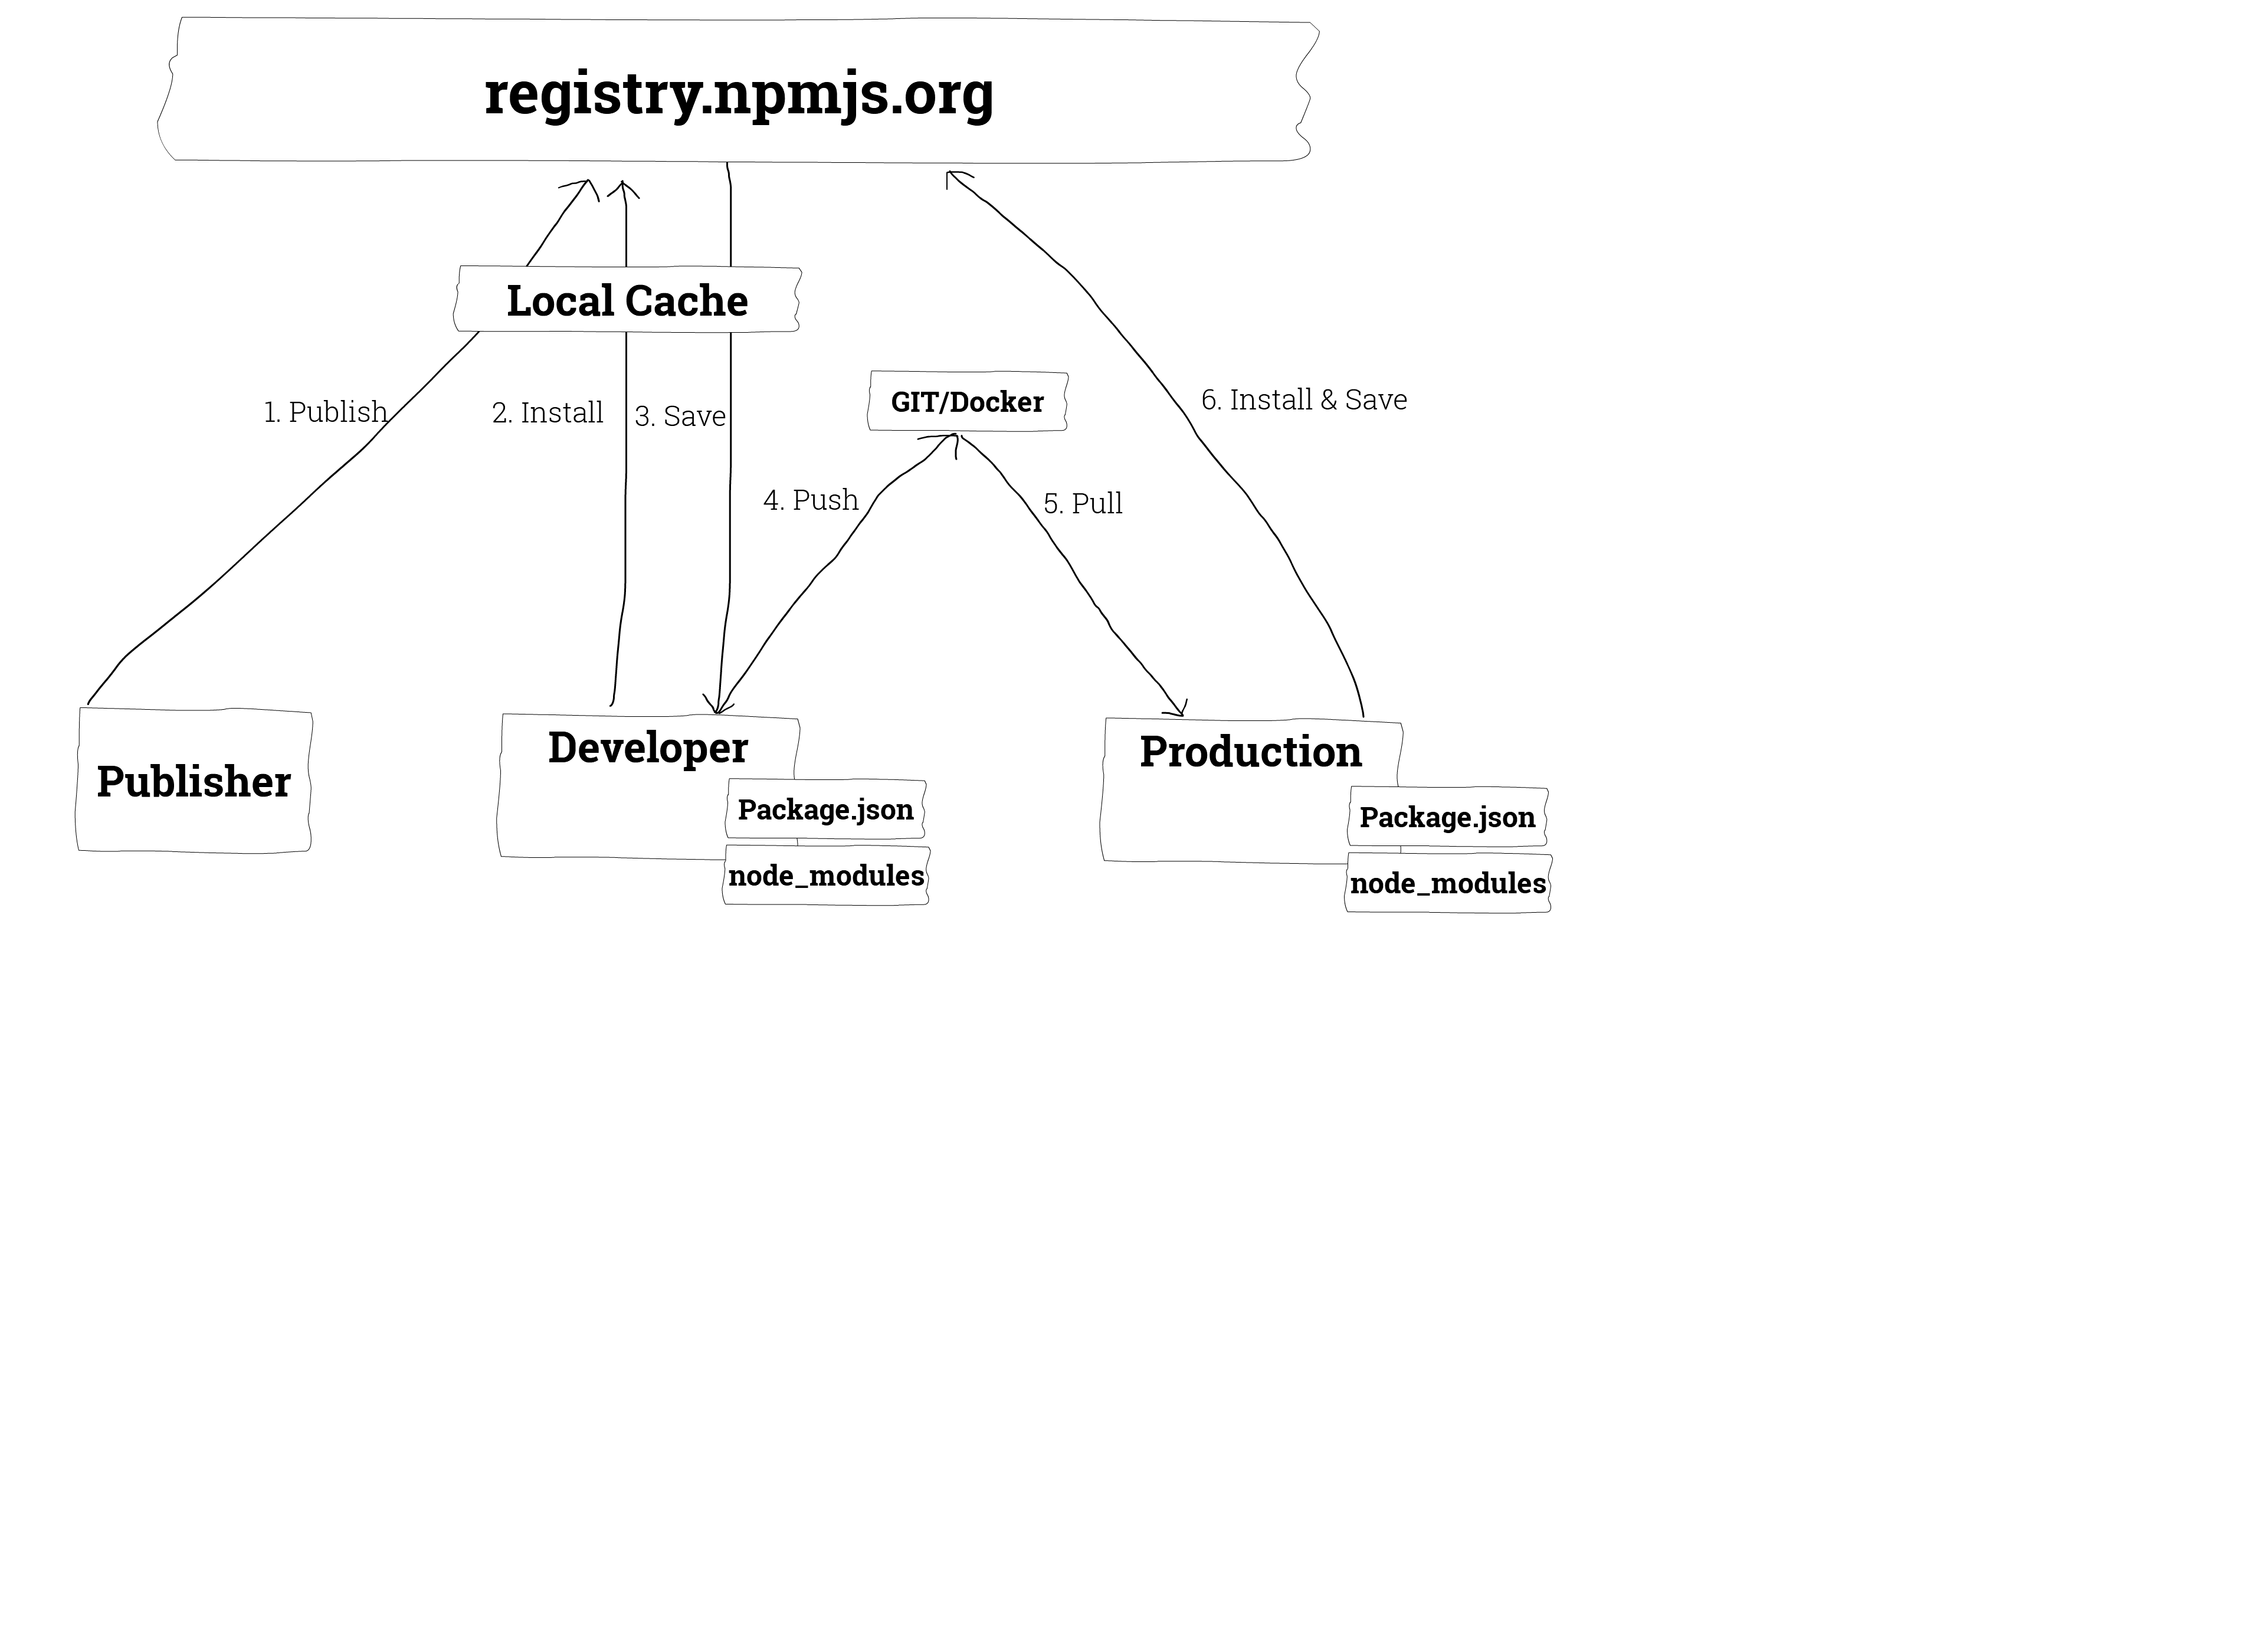 registry.npmjs.org
Local Cache
GIT/Docker
1. Publish
2. Install
3. Save
6. Install & Save
4. Push
5. Pull
Publisher
Developer
Package.json
node_modules
Production
Package.json
node_modules